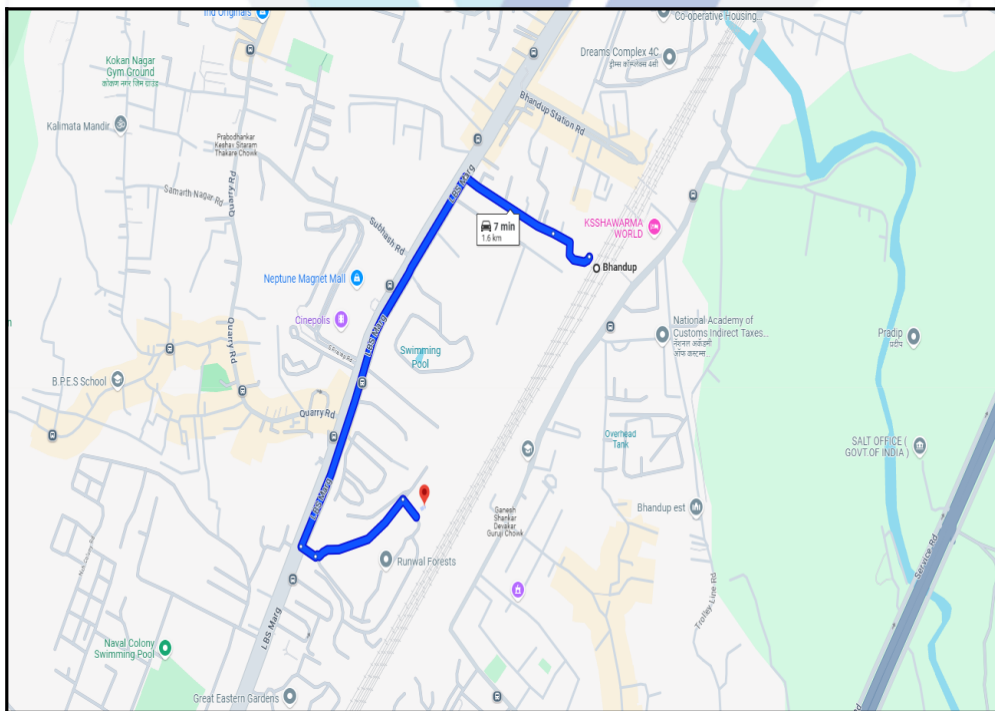 Ind Originals
Co-operative Housing...
Dreams Complex 4C
ड्रीम्स कॉम्प्लेक्स 4सी
Kokan Nagar
Gym Ground
कोकण नगर जिम ग्राउंड
Bhandup Station Rd
Kalimata Mandir
Prabodhankar
Keshav Sitaram
Thakare Chowk
Quarry Rd
Samarth Nagar Rd
LBS Marg
Subhash Rd
7 min
1.6 km
KSSHAWARMA
WORLD
Bhandup
Neptune Magnet Mall
Cinepolis
National Academy of
Customs Indirect Taxes...
Pradip
प्रदीप
Quarry Rd
LBS Marg
Swimming
Pool
B.P.E.S School
Quarry Rd
Overhead
Tank
SALT OFFICE (
GOVT OF INDIA )
LBS Marg
Ganesh
Shankar
Devakar
Guruji Chowk
Bhandup est
Runwal Forests
Service Rd
Trolley Line Rd
LBS Marg
Naval Colony
Swimming Pool
Great Eastern Gardens